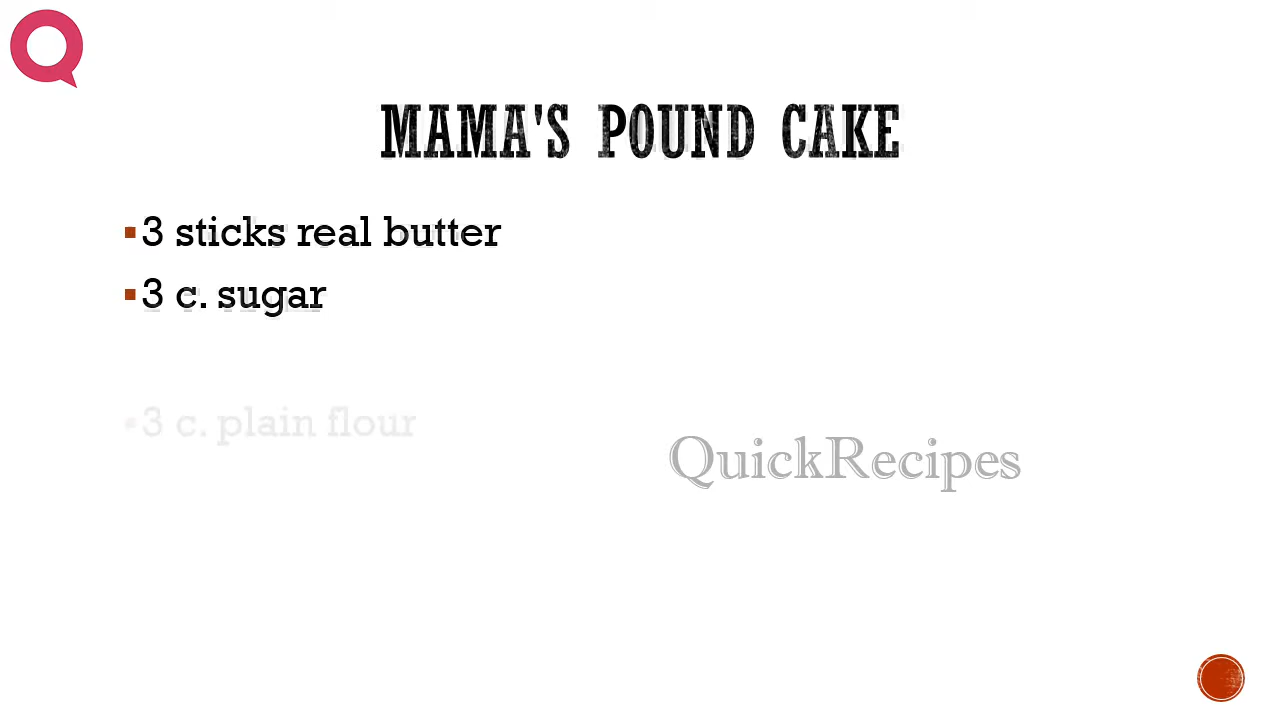 MAMA'S POUND CAKE
3 sticks real butter
3 c. sugar
3 c. plain flour
QuickRecipes